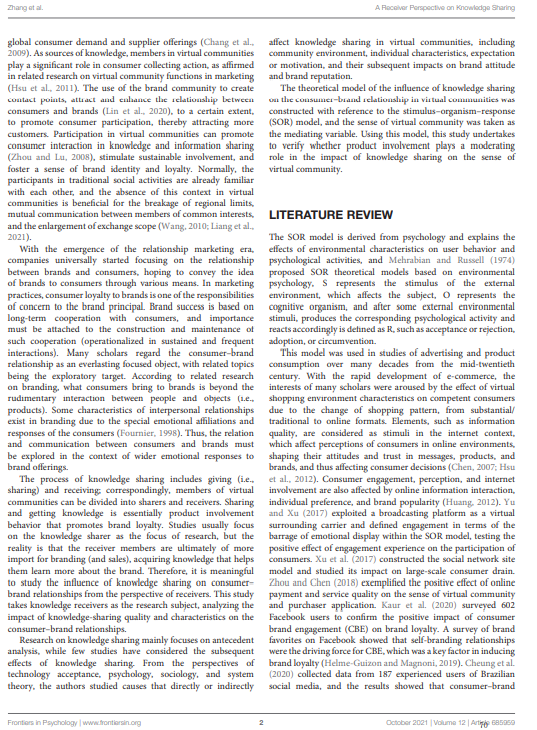 Zhang et al.
A Receiver Perspective on Knowledge Sharing
global consumer demand and supplier offerings (Chang et al.,
2009). As sources of knowledge, members in virtual communities
play a significant role in consumer collecting action, as affirmed
in related research on virtual community functions in marketing
(Hsu et al., 2011). The use of the brand community to create
contact points, attract and enhance the relationship between
consumers and brands (Lin et al., 2020), to a certain extent,
to promote consumer participation, thereby attracting more
customers. Participation in virtual communities can promote
consumer interaction in knowledge and information sharing
(Zhou and Lu, 2008), stimulate sustainable involvement, and
foster a sense of brand identity and loyalty. Normally, the
participants in traditional social activities are already familiar
with each other, and the absence of this context in virtual
communities is beneficial for the breakage of regional limits,
mutual communication between members of common interests,
and the enlargement of exchange scope (Wang, 2010; Liang et al.,
2021).
With the emergence of the relationship marketing era,
companies universally started focusing on the relationship
between brands and consumers, hoping to convey the idea
of brands to consumers through various means. In marketing
practices, consumer loyalty to brands is one of the responsibilities
of concern to the brand principal. Brand success is based on
long-term cooperation with consumers, and importance
must be attached to the construction and maintenance of
such cooperation (operationalized in sustained and frequent
interactions). Many scholars regard the consumer–brand
relationship as an everlasting focused object, with related topics
being the exploratory target. According to related research
on branding, what consumers bring to brands is beyond the
rudimentary interaction between people and objects (i.e.,
products). Some characteristics of interpersonal relationships
exist in branding due to the special emotional affiliations and
responses of the consumers (Fournier, 1998). Thus, the relation
and communication between consumers and brands must
be explored in the context of wider emotional responses to
brand offerings.
The process of knowledge sharing includes giving (i.e.,
sharing) and receiving; correspondingly, members of virtual
communities can be divided into sharers and receivers. Sharing
and getting knowledge is essentially product involvement
behavior that promotes brand loyalty. Studies usually focus
on the knowledge sharer as the focus of research, but the
reality is that the receiver members are ultimately of more
import for branding (and sales), acquiring knowledge that helps
them learn more about the brand. Therefore, it is meaningful
to study the influence of knowledge sharing on consumer–
brand relationships from the perspective of receivers. This study
takes knowledge receivers as the research subject, analyzing the
impact of knowledge-sharing quality and characteristics on the
consumer–brand relationships.
Research on knowledge sharing mainly focuses on antecedent
analysis, while few studies have considered the subsequent
effects of knowledge sharing. From the perspectives of
technology acceptance, psychology, sociology, and system
theory, the authors studied causes that directly or indirectly
affect knowledge sharing in virtual communities, including
community environment, individual characteristics, expectation
or motivation, and their subsequent impacts on brand attitude
and brand reputation.
The theoretical model of the influence of knowledge sharing
on the consumer–brand relationship in virtual communities was
constructed with reference to the stimulus–organism–response
(SOR) model, and the sense of virtual community was taken as
the mediating variable. Using this model, this study undertakes
to verify whether product involvement plays a moderating
role in the impact of knowledge sharing on the sense of
virtual community.
LITERATURE REVIEW
The SOR model is derived from psychology and explains the
effects of environmental characteristics on user behavior and
psychological activities, and Mehrabian and Russell (1974)
proposed SOR theoretical models based on environmental
psychology, S represents the stimulus of the external
environment, which affects the subject, O represents the
cognitive organism, and after some external environmental
stimuli, produces the corresponding psychological activity and
reacts accordingly is defined as R, such as acceptance or rejection,
adoption, or circumvention.
This model was used in studies of advertising and product
consumption over many decades from the mid-twentieth
century. With the rapid development of e-commerce, the
interests of many scholars were aroused by the effect of virtual
shopping environment characteristics on competent consumers
due to the change of shopping pattern, from substantial/
traditional to online formats. Elements, such as information
quality, are considered as stimuli in the internet context,
which affect perceptions of consumers in online environments,
shaping their attitudes and trust in messages, products, and
brands, and thus affecting consumer decisions (Chen, 2007; Hsu
et al., 2012). Consumer engagement, perception, and internet
involvement are also affected by online information interaction,
individual preference, and brand popularity (Huang, 2012). Yu
and Xu (2017) exploited a broadcasting platform as a virtual
surrounding carrier and defined engagement in terms of the
barrage of emotional display within the SOR model, testing the
positive effect of engagement experience on the participation of
consumers. Xu et al. (2017) constructed the social network site
model and studied its impact on large-scale consumer drain.
Zhou and Chen (2018) exemplified the positive effect of online
payment and service quality on the sense of virtual community
and purchaser application. Kaur et al. (2020) surveyed 602
Facebook users to confirm the positive impact of consumer
brand engagement (CBE) on brand loyalty. A survey of brand
favorites on Facebook showed that self-branding relationships
were the driving force for CBE, which was a key factor in inducing
brand loyalty (Helme-Guizon and Magnoni, 2019). Cheung et al.
(2020) collected data from 187 experienced users of Brazilian
social media, and the results showed that consumer–brand
Frontiers in Psychology | www.frontiersin.org
2
October 2021 | Volume 12 | Article 685959
70